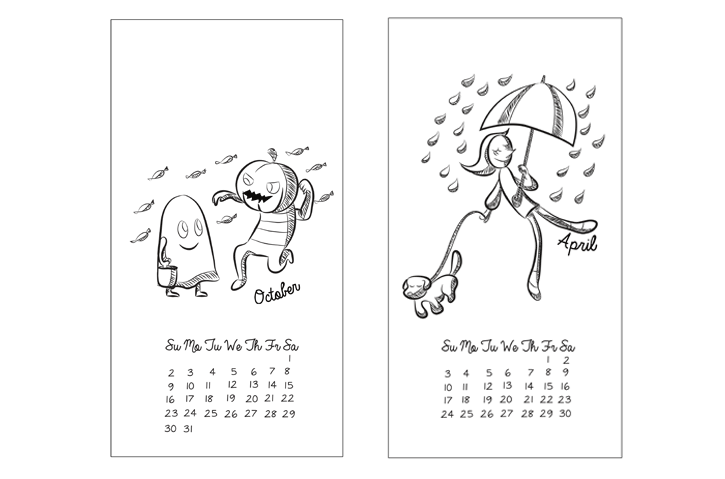 October
Su Mo Tu We Th Fr Sa
1
2 3 4 5 6 7 8
9 10 11 12 13 14 15
16 17 18 19 20 21 22
23 24 25 26 27 28 29
30 31
April
Su Mo Tu We Th Fr Sa
1 2
3 4 5 6 7 8 9
10 11 12 13 14 15 16
17 18 19 20 21 22 23
24 25 26 27 28 29 30